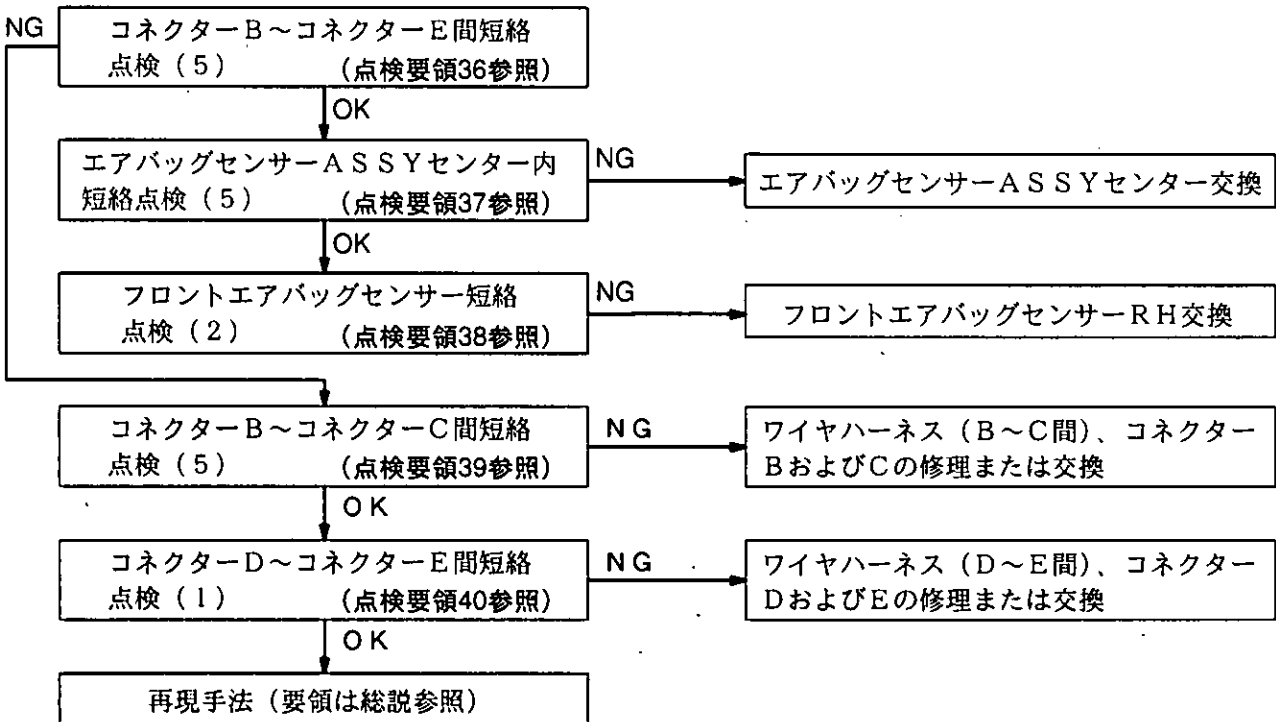 NG
コネクターB～コネクターE間短絡
点検（5）　（点検要領36参照）
OK
エアバッグセンサーASSYセンター内
短絡点検（5）　（点検要領37参照）
NG
エアバッグセンサーASSYセンター交換
OK
フロントエアバッグセンサー短絡
点検（2）　（点検要領38参照）
NG
フロントエアバッグセンサーRH交換
コネクターB～コネクターC間短絡
点検（5）　（点検要領39参照）
NG
ワイヤハーネス（B～C間）、コネクター
BおよびCの修理または交換
OK
コネクターD～コネクターE間短絡
点検（1）　（点検要領40参照）
NG
ワイヤハーネス（D～E間）、コネクター
DおよびEの修理または交換
OK
再現手法（要領は総説参照）